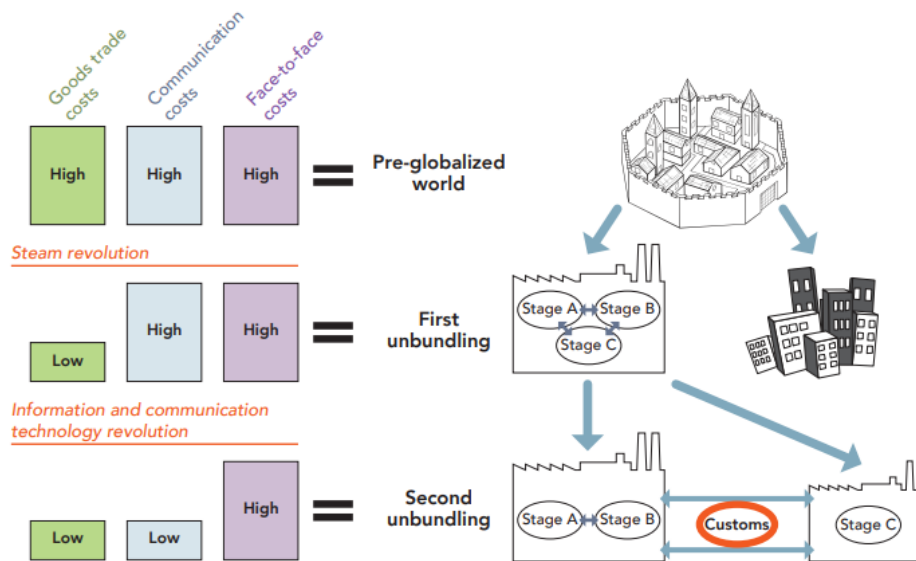 Goods trade
costs
Communication
costs
Face-to-face
costs
High
High
High
=
Pre-globalized
world
Steam revolution
Low
High
High
=
First
unbundling
Stage A
Stage B
Stage C
Information and communication
technology revolution
Low
Low
High
=
Second
unbundling
Stage A
Stage B
Customs
Stage C